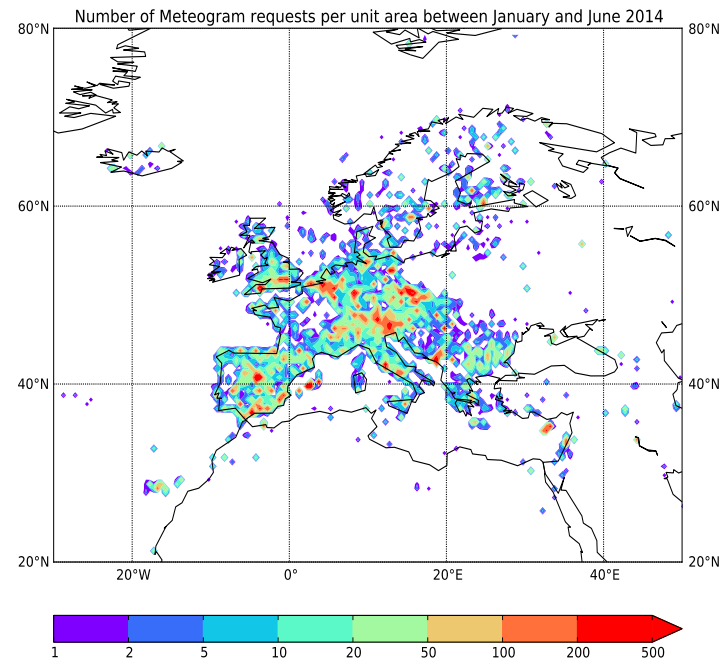 Number of Meteogram requests per unit area between January and June 2014
80°N 80°N
60°N 60°N
40°N 40°N
20°N 20°N
20°W 0° 20°E 40°E
1 2 5 10 20 50 100 200 500